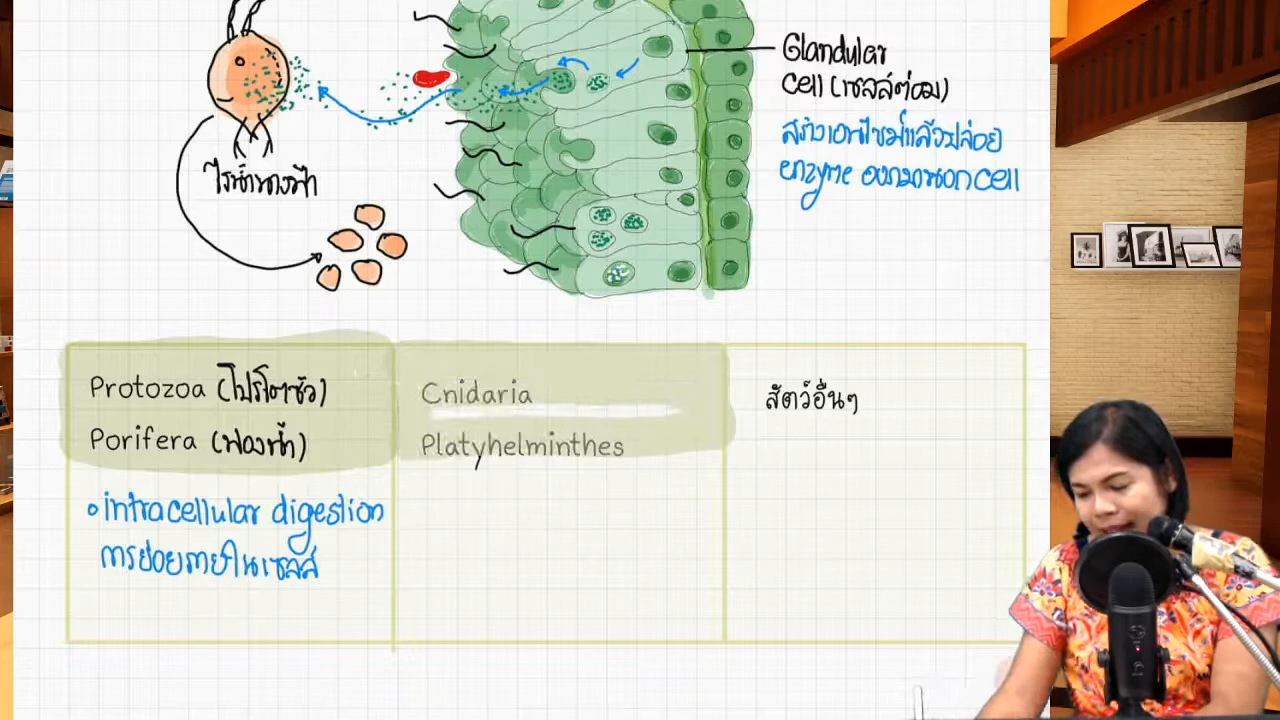 Glandular
Cell (เซลล์ต่อม)
สร้างเอนไซม์แล้วปล่อย
enzyme ออกมานอก cell
ไรน้ำนางฟ้า
Protozoa (โปรโตซัว)
Porifera (ฟองน้ำ)
• intracellular digestion
การย่อยภายในเซลล์
Cnidaria
Platyhelminthes
สัตว์อื่นๆ